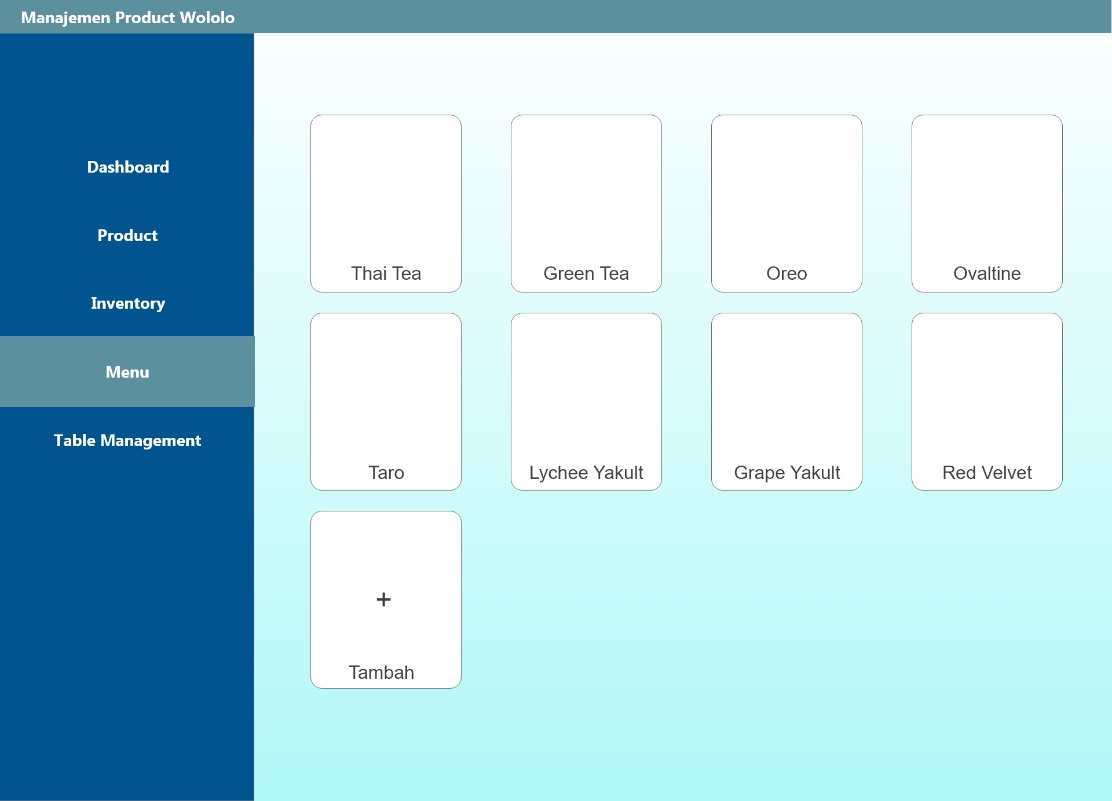 Manajemen Product Wololo
Dashboard
Product
Inventory
Menu
Table Management
Thai Tea
Green Tea
Oreo
Ovaltine
Taro
Lychee Yakult
Grape Yakult
Red Velvet
+
Tambah